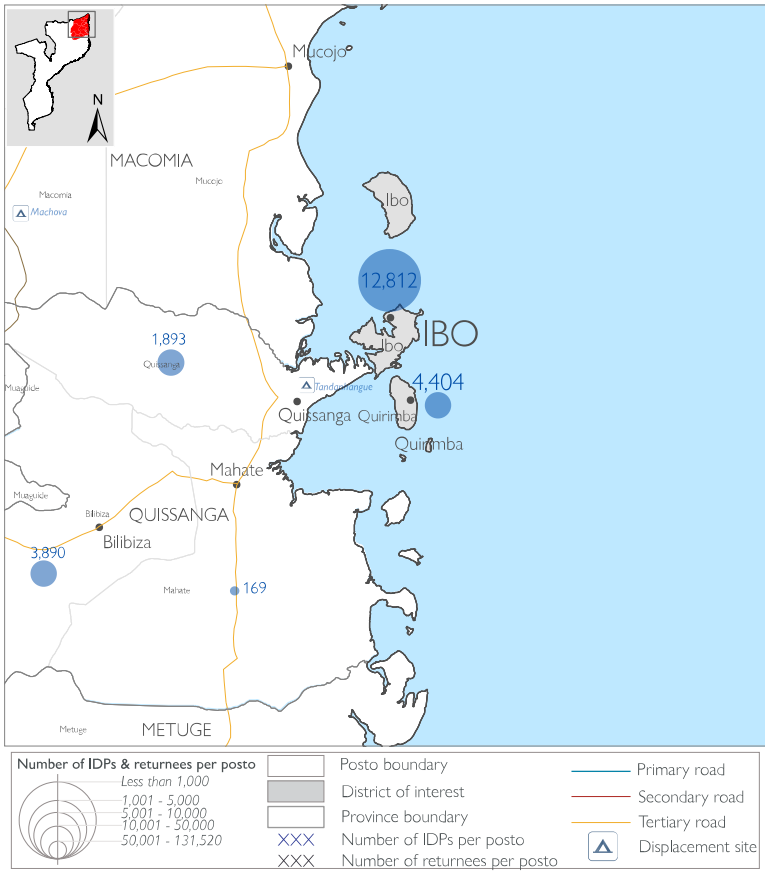 N
Mucojo
MACOMIA
Mucojo
Macomia
Machova
Ibo
12,812
IBO
Ibo
1,893
Quissanga
Muaguide
Tandanhangue
4,404
Quissanga
Quirimba
Quirimba
Mahate
Muaguide
Bilibiza
QUISSANGA
Bilibiza
3,890
Mahate
169
Metuge
METUGE
Number of IDPs & returnees per posto
Less than 1,000
1,001 - 5,000
5,001 - 10,000
10,001 - 50,000
50,001 - 131,520
Posto boundary
District of interest
Province boundary
XXX Number of IDPs per posto
XXX Number of returnees per posto
Primary road
Secondary road
Tertiary road
Displacement site